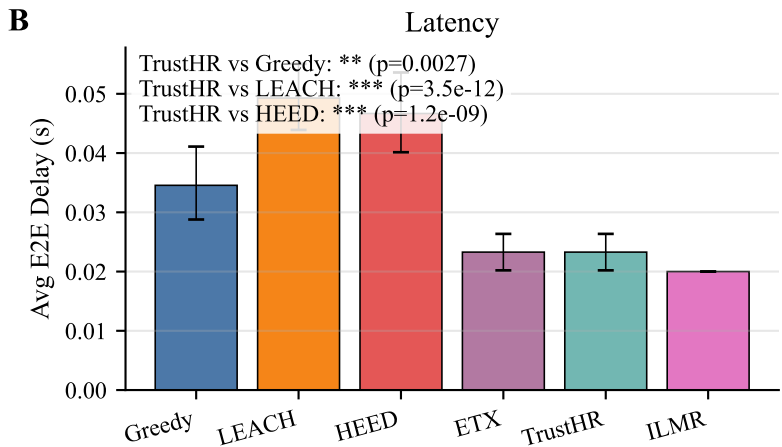 B
Latency
TrustHR vs Greedy: ** (p=0.0027)
TrustHR vs LEACH: *** (p=3.5e-12)
TrustHR vs HEED: *** (p=1.2e-09)
Avg E2E Delay (s)
0.05
0.04
0.03
0.02
0.01
0.00
Greedy
LEACH
HEED
ETX
TrustHR
ILMR